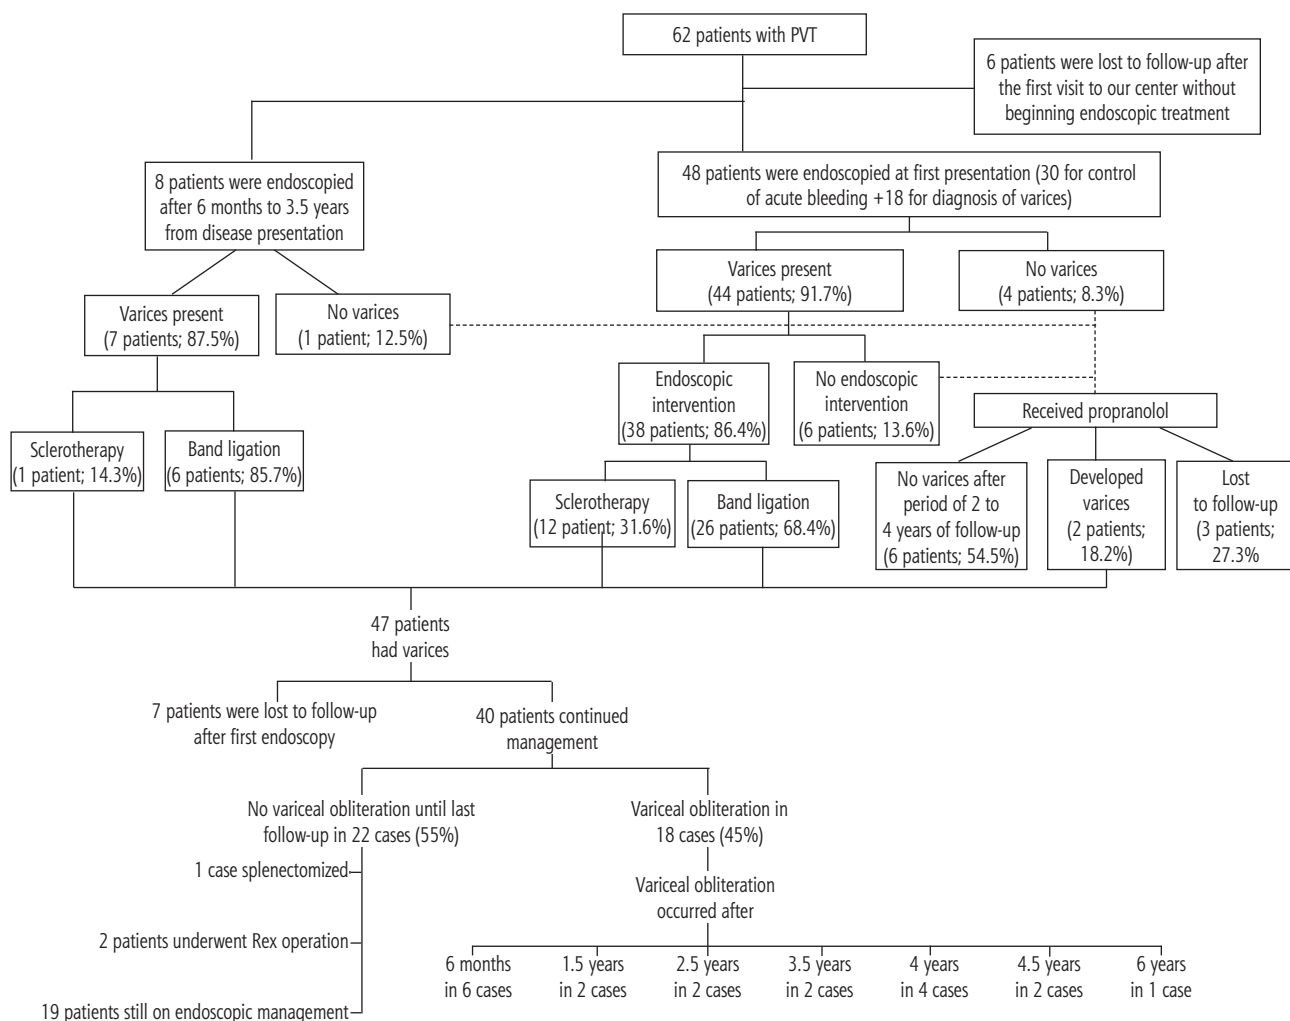 62 patients with PVT
6 patients were lost to follow-up after
the first visit to our center without
beginning endoscopic treatment
8 patients were endoscopied
after 6 months to 3.5 years
from disease presentation
48 patients were endoscopied at first presentation (30 for control
of acute bleeding +18 for diagnosis of varices)
Varices present
(44 patients; 91.7%)
No varices
(4 patients; 8.3%)
Varices present
(7 patients; 87.5%)
No varices
(1 patient; 12.5%)
Endoscopic
intervention
(38 patients; 86.4%)
No endoscopic
intervention
(6 patients; 13.6%)
Received propranolol
Sclerotherapy
(1 patient; 14.3%)
Band ligation
(6 patients; 85.7%)
Sclerotherapy
(12 patient; 31.6%)
Band ligation
(26 patients; 68.4%)
No varices after
period of 2 to
4 years of follow-up
(6 patients; 54.5%)
Developed
varices
(2 patients;
18.2%)
Lost
to follow-up
(3 patients;
27.3%
47 patients
had varices
7 patients were lost to follow-up
after first endoscopy
40 patients continued
management
No variceal obliteration until last
follow-up in 22 cases (55%)
Variceal obliteration in
18 cases (45%)
1 case splenectomized
2 patients underwent Rex operation
19 patients still on endoscopic management
Variceal obliteration
occurred after
6 months
in 6 cases
1.5 years
in 2 cases
2.5 years
in 2 cases
3.5 years
in 2 cases
4 years
in 4 cases
4.5 years
in 2 cases
6 years
in 1 case